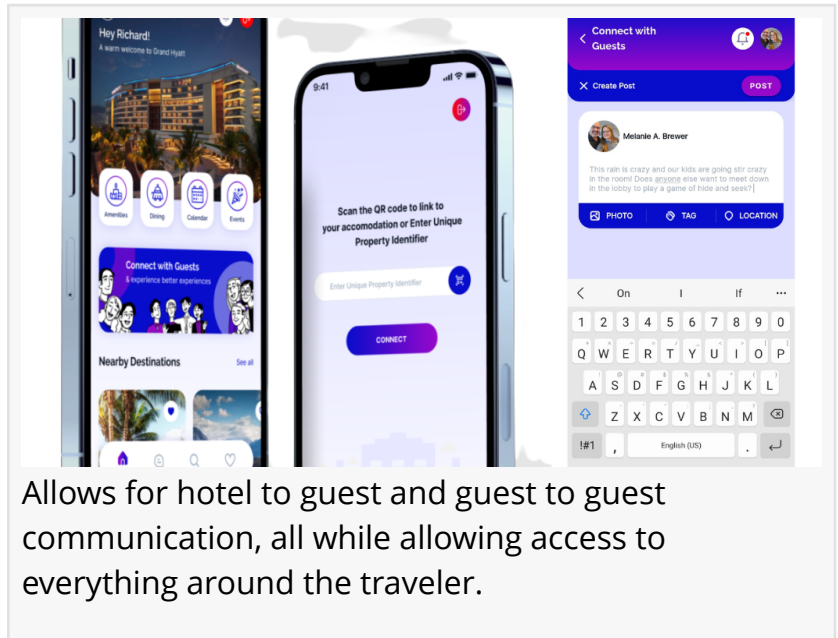 Hey Richard!
A warm welcome to Grand Hyatt
Amenities
Dining
Calendar
Events
Connect with Guests
& experience better experiences
Nearby Destinations
See all
9:41
Scan the QR code to link to
your accomodation or Enter Unique
Property Identifier
Enter Unique Property Identifier
CONNECT
Connect with
Guests
Create Post
POST
Melanie A. Brewer
This rain is crazy and our kids are going stir crazy
in the room! Does anyone else want to meet down
in the lobby to play a game of hide and seek?
PHOTO
TAG
LOCATION
On I If ...
1 2 3 4 5 6 7 8 9 0
Q W E R T Y U I O P
A S D F G H J K L
Z X C V B N M
!#1 , English (US) .
Allows for hotel to guest and guest to guest
communication, all while allowing access to
everything around the traveler.